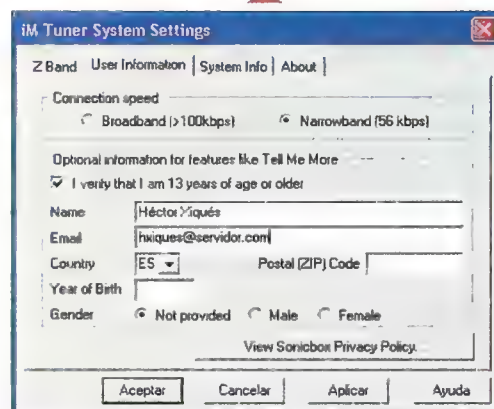 iM Tuner System Settings
Z Band User Information System Info About
Connection speed
Broadband (>100kbps) Narrowband (56 kbps)
Optional information for features like Tell Me More
I verify that I am 13 years of age or older
Name Héctor Xiqués
Email hxiques@servidor.com
Country ES Postal (ZIP) Code
Year of Birth
Gender Not provided Male Female
View Sonicbox Privacy Policy.
Aceptar Cancelar Aplicar Ayuda